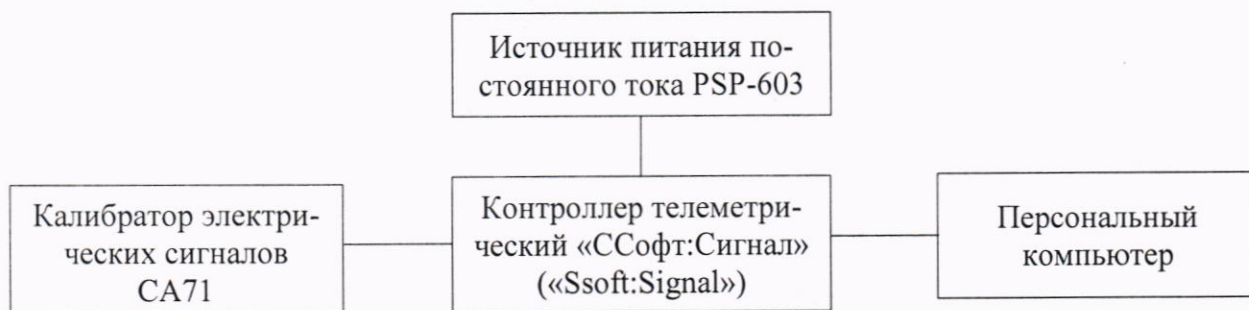 Источник питания по-
стоянного тока PSP-603
Калибратор электри-
ческих сигналов
СА71
Контроллер телеметри-
ческий «ССофт:Сигнал»
(«Ssoft:Signal»)
Персональный
компьютер